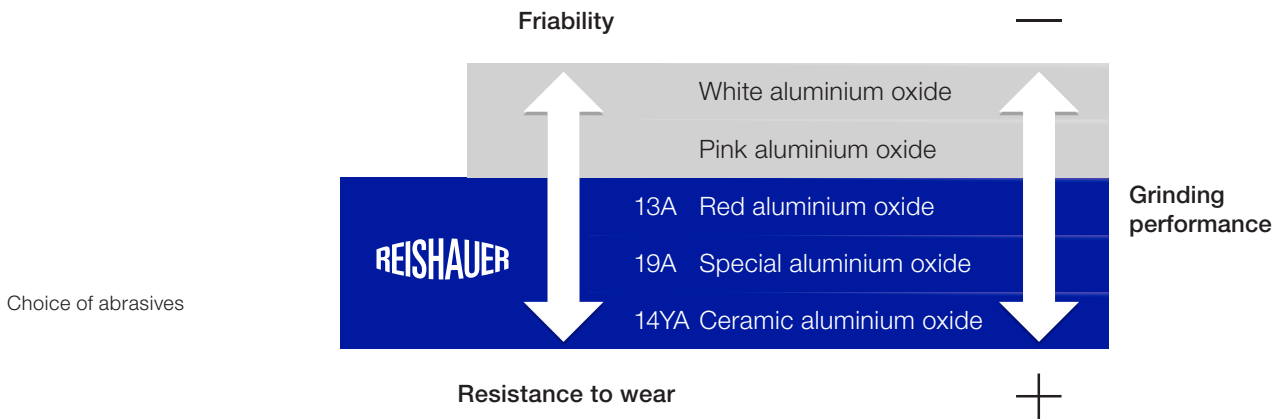 Friability —
White aluminium oxide
Pink aluminium oxide
13A Red aluminium oxide
Grinding
performance
REISHAUER
19A Special aluminium oxide
Choice of abrasives
14YA Ceramic aluminium oxide
Resistance to wear +